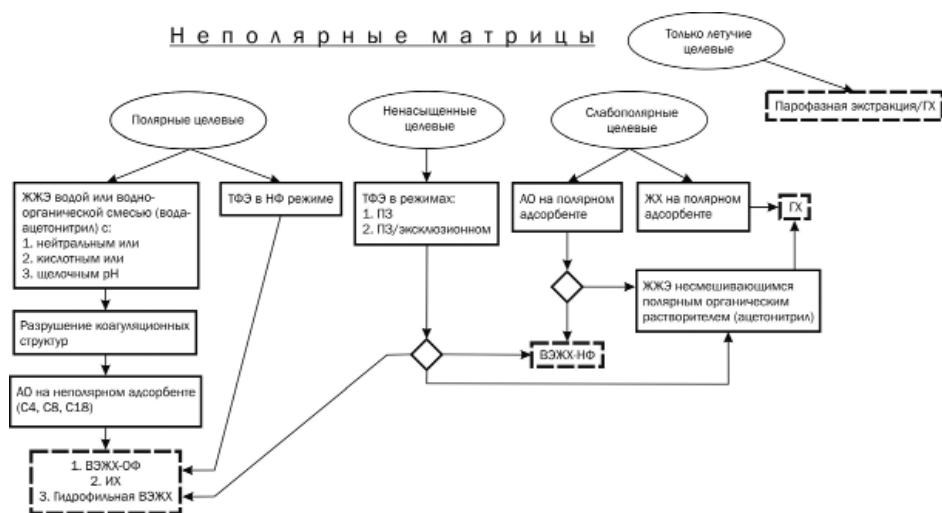 Неполярные матрицы
Только летучие
целевые
Парофазная экстракция/ГХ
Полярные целевые
Ненасыщенные
целевые
Слабополярные
целевые
ЖЖЭ водой или водно-
органической смесью (вода-
ацетонитрил) с:
1. нейтральным или
2. кислотным или
3. щелочным pH
ТФЭ в НФ режиме
ТФЭ в режимах:
1. ПЗ
2. ПЗ/эксклюзионном
АО на полярном
адсорбенте
ЖХ на полярном
адсорбенте
ГХ
ЖЖЭ несмешивающимся
полярным органическим
растворителем (ацетонитрил)
Разрушение коагуляционных
структур
ВЭЖХ-НФ
АО на неполярном адсорбенте
(С4, С8, С18)
1. ВЭЖХ-ОФ
2. ИХ
3. Гидрофильная ВЭЖХ